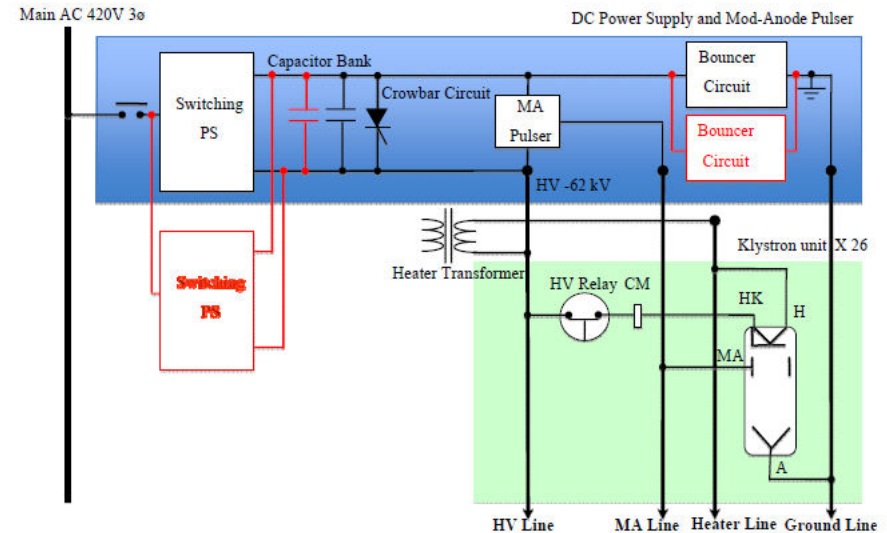 Main AC 420V 3ø
DC Power Supply and Mod-Anode Pulser
Capacitor Bank
Bouncer
Circuit
Switching
PS
Crowbar Circuit
MA
Pulser
Bouncer
Circuit
HV -62 kV
Klystron unit X 26
Heater Transformer
Switching
PS
HV Relay CM
HK
H
MA
A
HV Line
MA Line
Heater Line
Ground Line